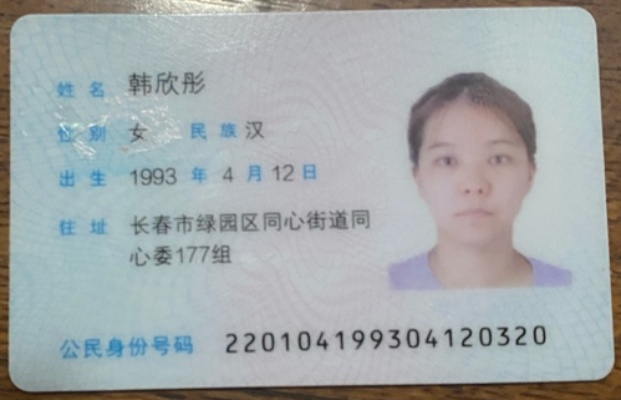 姓名 韩欣彤
性别 女 民族 汉
出生 1993 年 4 月 12 日
住址 长春市绿园区同心街道同
心委177组
公民身份号码 220104199304120320